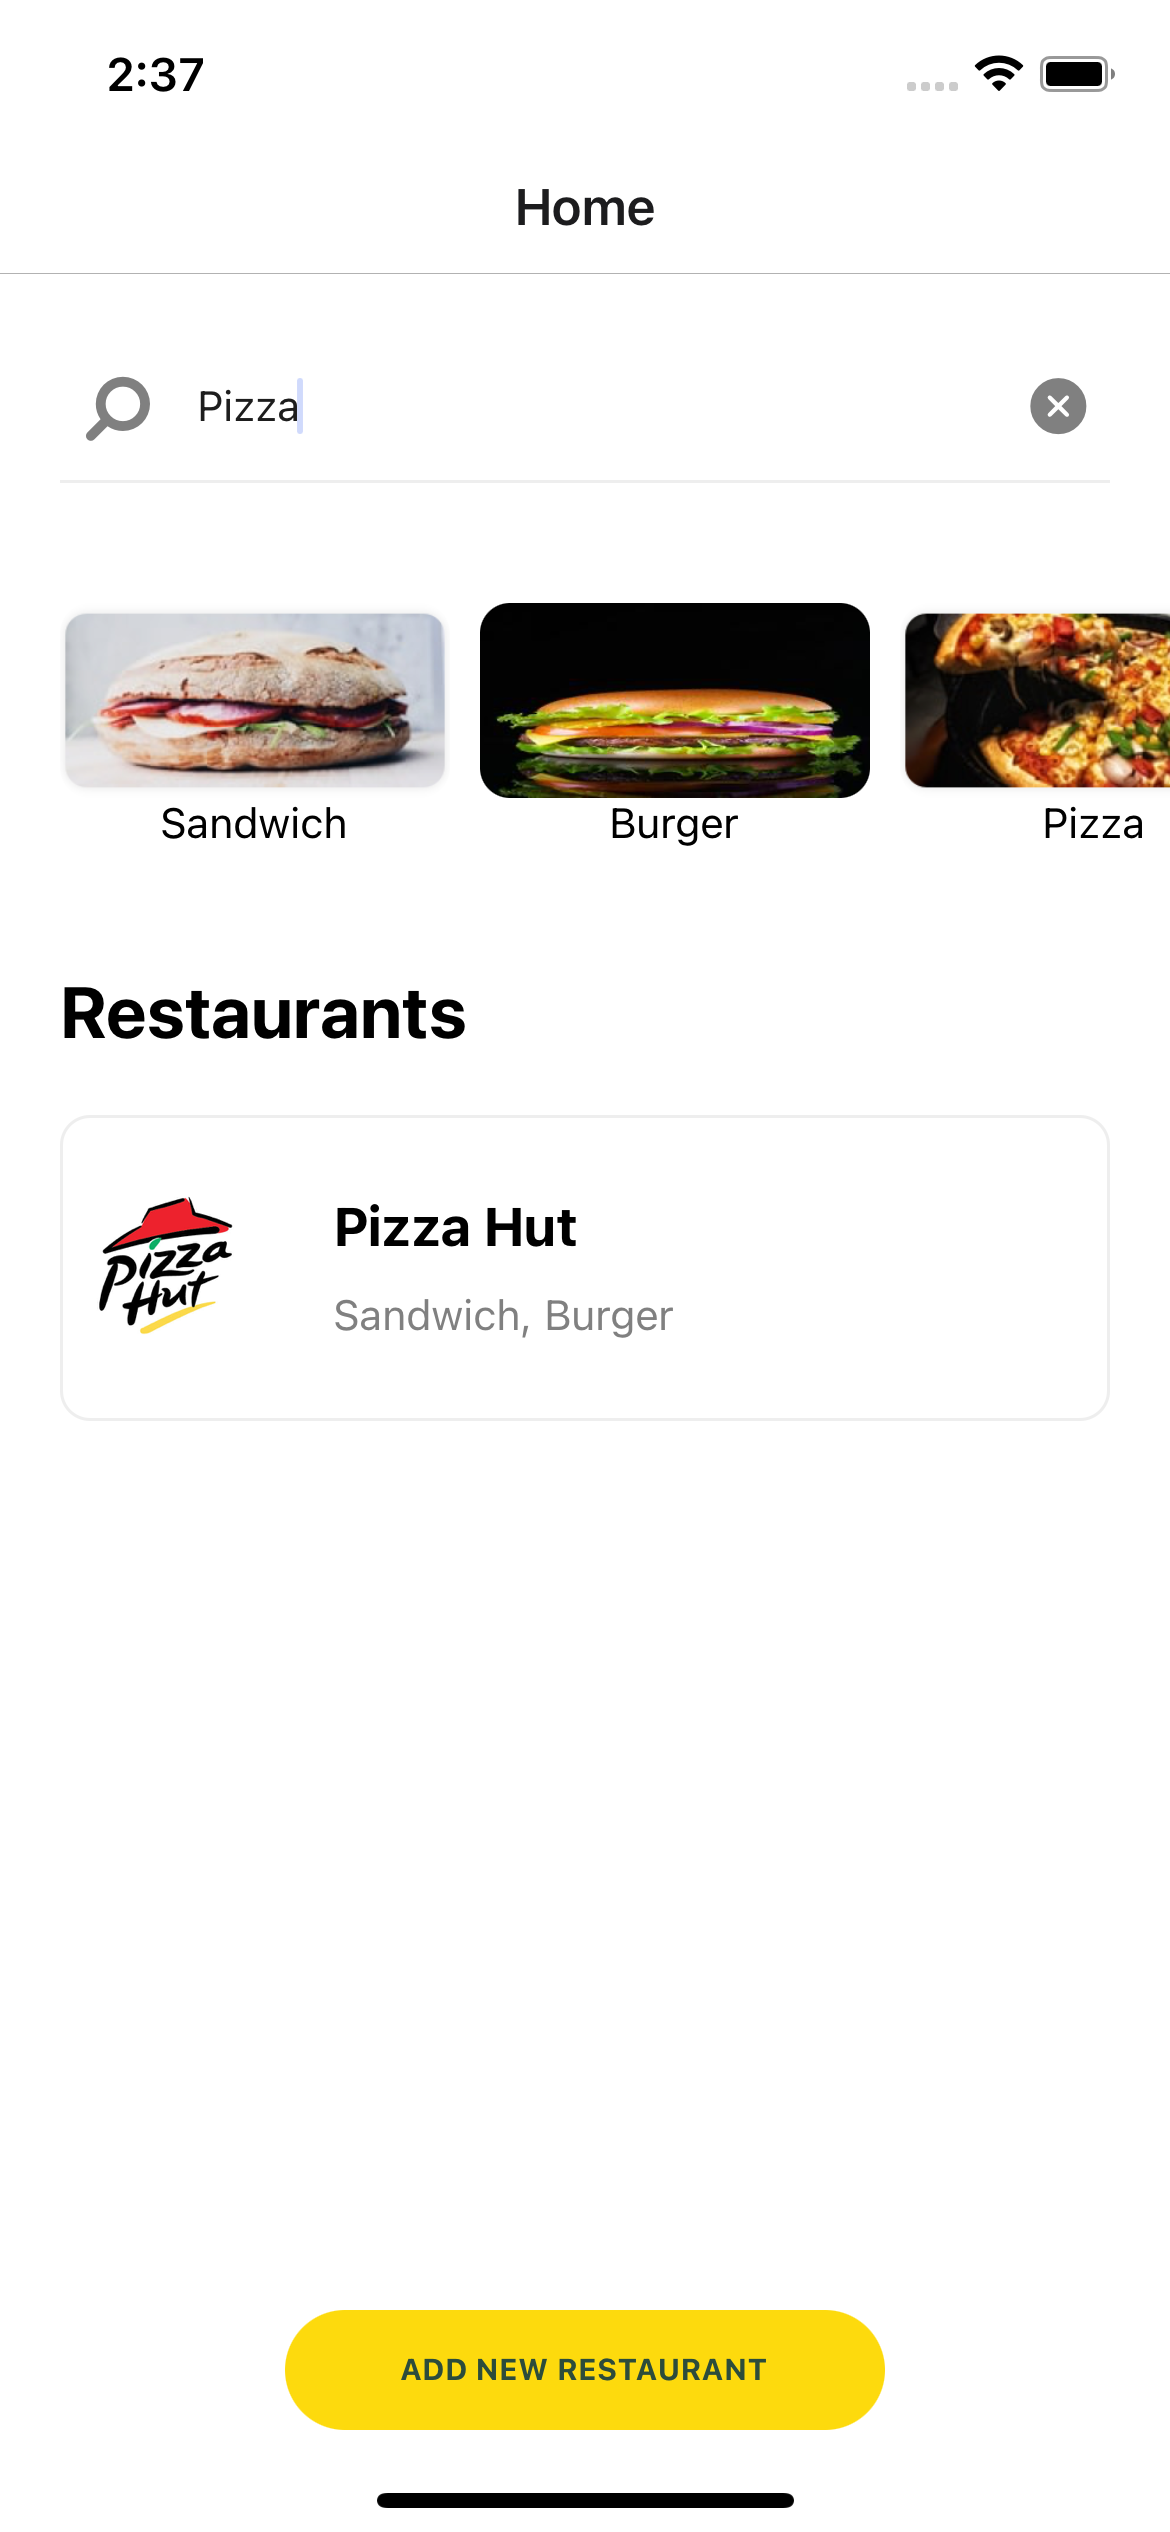 2:37
Home
Pizza
Sandwich
Burger
Pizza
Restaurants
Pizza
Hut
Pizza Hut
Sandwich, Burger
ADD NEW RESTAURANT